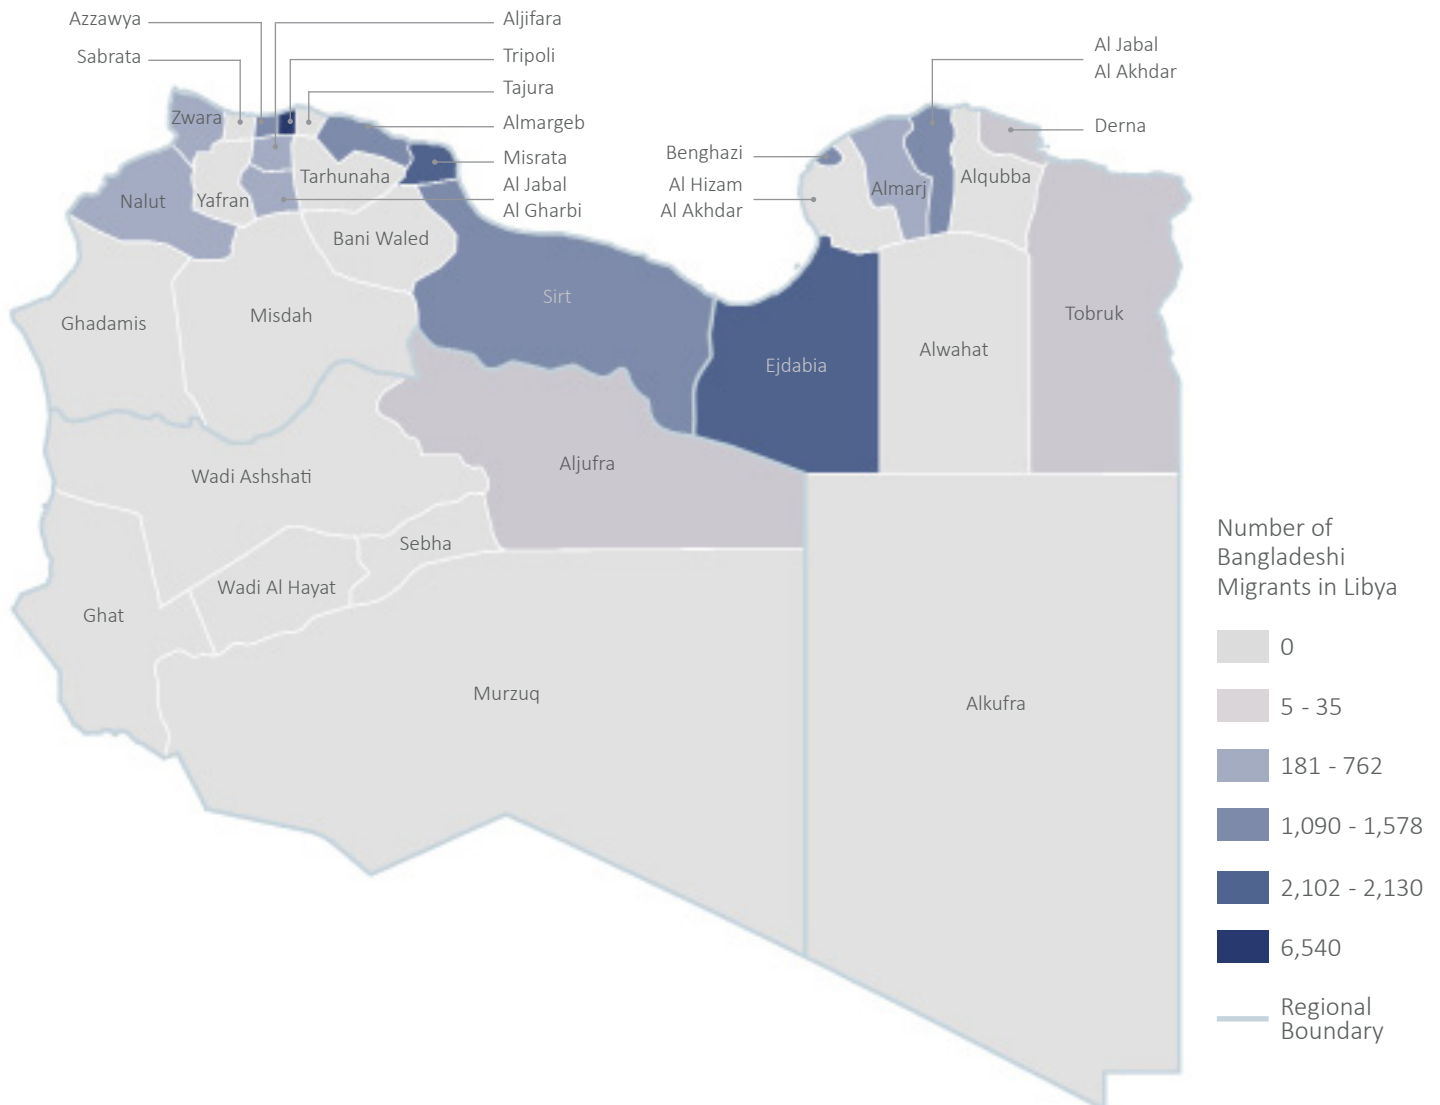 Azzawya
Sabrata
Aljifara
Tripoli
Tajura
Almargeb
Misrata
Al Jabal
Al Gharbi
Al Jabal
Al Akhdar
Derna
Benghazi
Al Hizam
Al Akhdar
Zwara
Nalut
Yafran
Tarhunaha
Bani Waled
Almarj
Alqubba
Ghadamis
Misdah
Sirt
Ejdabia
Alwahat
Tobruk
Wadi Ashshati
Aljufra
Sebha
Wadi Al Hayat
Ghat
Murzuq
Alkufra
Number of
Bangladeshi
Migrants in Libya
0
5 - 35
181 - 762
1,090 - 1,578
2,102 - 2,130
6,540
Regional
Boundary